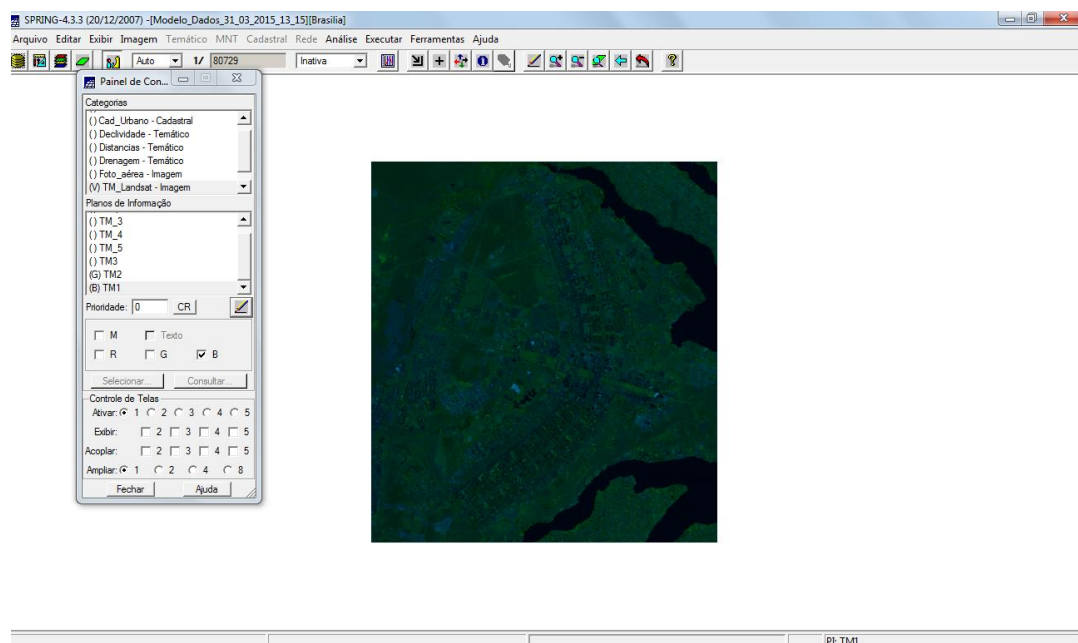 SPRING-4.3.3 (20/12/2007) -[Modelo_Dados_31_03_2015_13_15][Brasilia]
Arquivo Editar Exibir Imagem Temático MNT Cadastral Rede Análise Executar Ferramentas Ajuda
Auto 1/ 80729 Inativa
Painel de Con...
Categorias
() Cad_Urbano - Cadastral
() Declividade - Temático
() Distancias - Temático
() Drenagem - Temático
() Foto_aérea - Imagem
(V) TM_Landsat - Imagem
Planos de Informação
() TM_3
() TM_4
() TM_5
() TM3
(G) TM2
(B) TM1
Prioridade: 0 CR
M Texto
R G B
Selecionar... Consultar...
Controle de Telas
Ativar: 1 2 3 4 5
Exibir: 2 3 4 5
Acoplar: 2 3 4 5
Ampliar: 1 2 4 8
Fechar Ajuda
PI: TM1